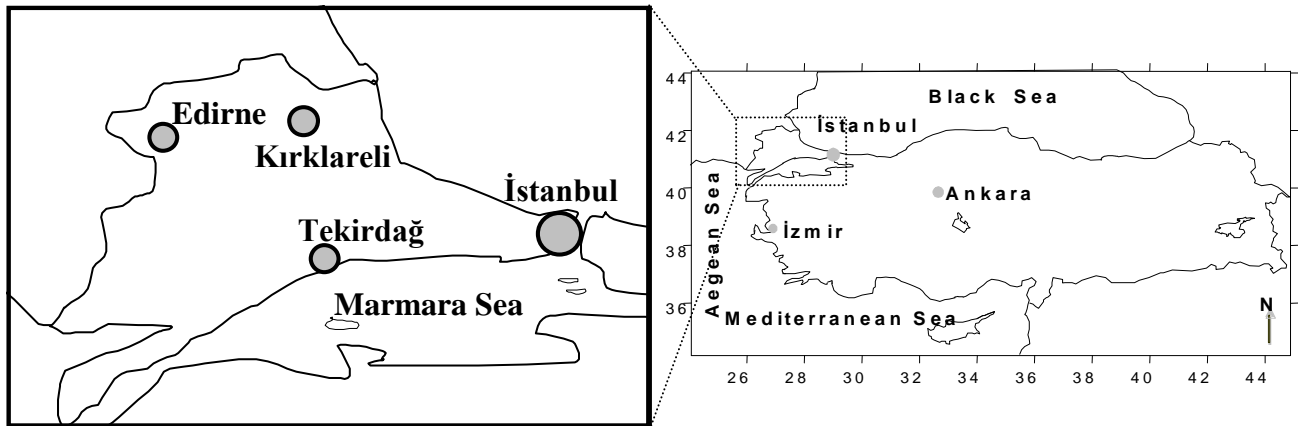 Edirne
Kırklareli
İstanbul
Tekirdağ
Marmara Sea
44
42
40
38
36
Black Sea
İstanbul
Ankara
İzmir
Aegean Sea
Mediterranean Sea
N
26 28 30 32 34 36 38 40 42 44